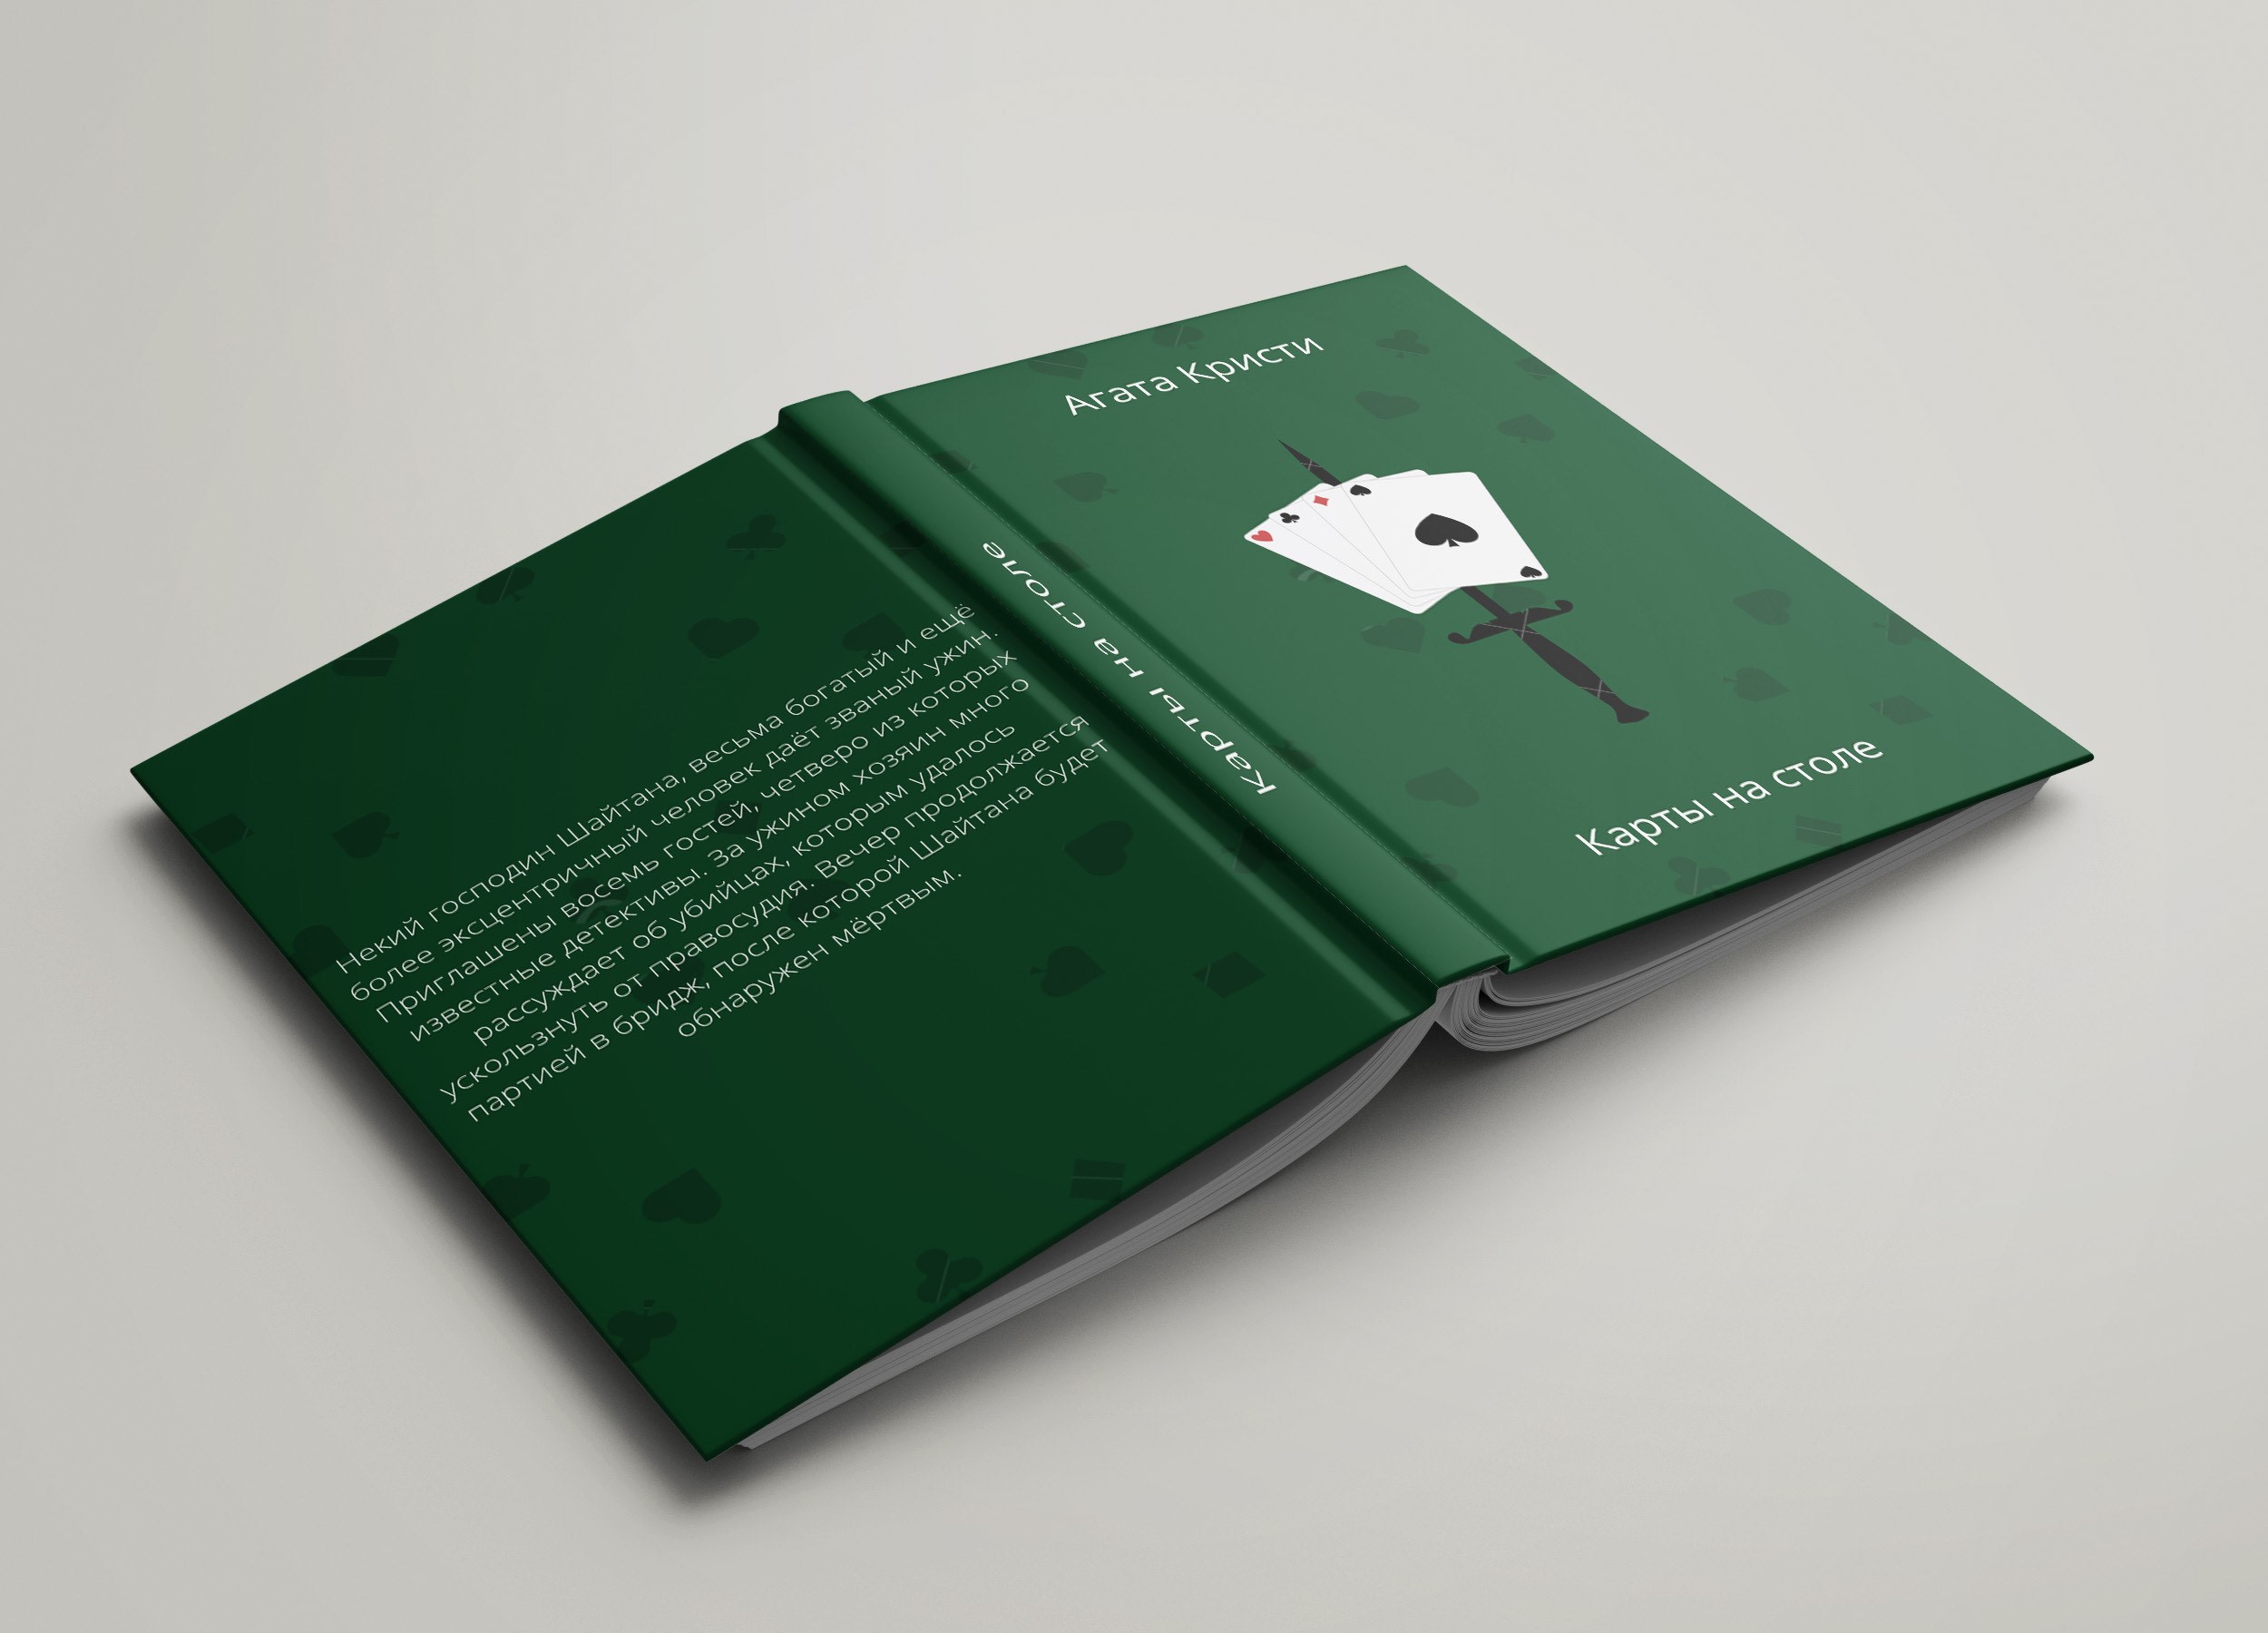 Агата Кристи
Карты на столе
Карты на столе
Некий господин Шайтана, весьма богатый и ещё
более эксцентричный человек даёт званый ужин.
Приглашены восемь гостей, четверо из которых
известные детективы. За ужином хозяин много
рассуждает об убийцах, которым удалось
ускользнуть от правосудия. Вечер продолжается
партией в бридж, после которой Шайтана будет
обнаружен мёртвым.